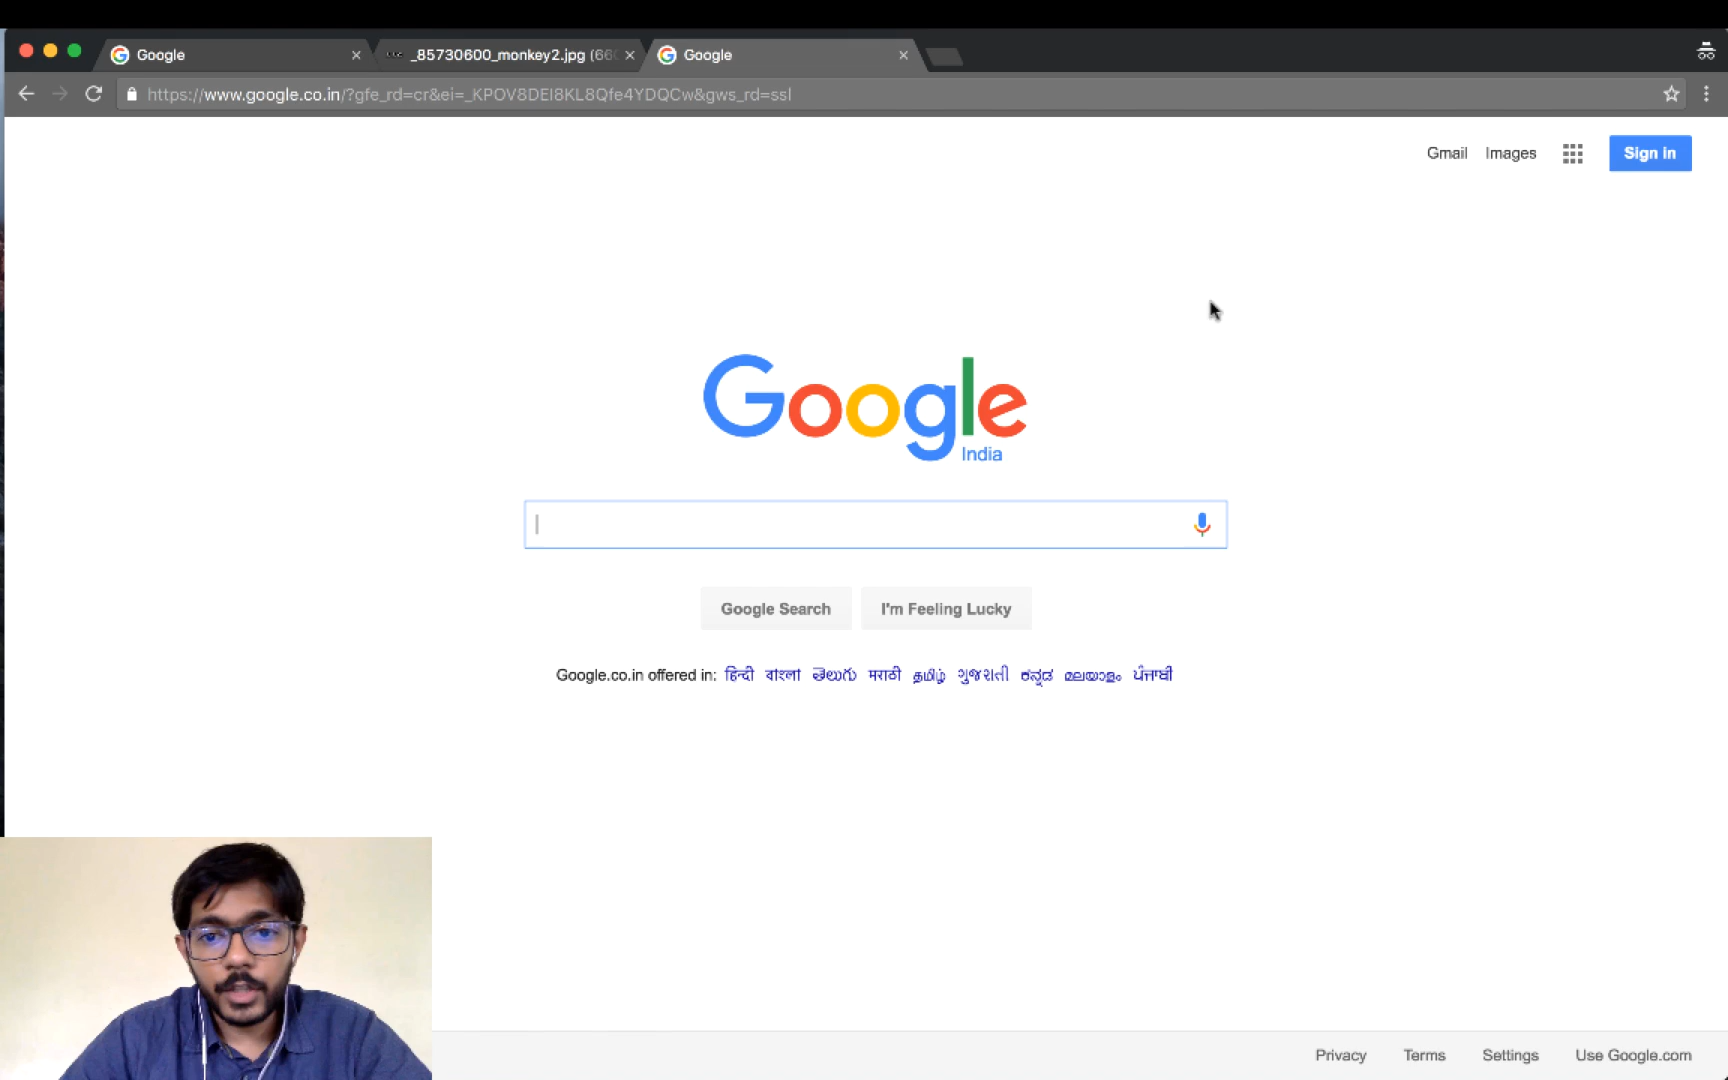 Google
_85730600_monkey2.jpg (66
Google
https://www.google.co.in/?gfe_rd=cr&ei=_KPOV8DEI8KL8Qfe4YDQCw&gws_rd=ssl
Gmail Images Sign in
Google
India
Google Search I'm Feeling Lucky
Google.co.in offered in: हिन्दी বাংলা తెలుగు मराठी தமிழ் ગુજરાતી ಕನ್ನಡ മലയാളം ਪੰਜਾਬੀ
Privacy Terms Settings Use Google.com